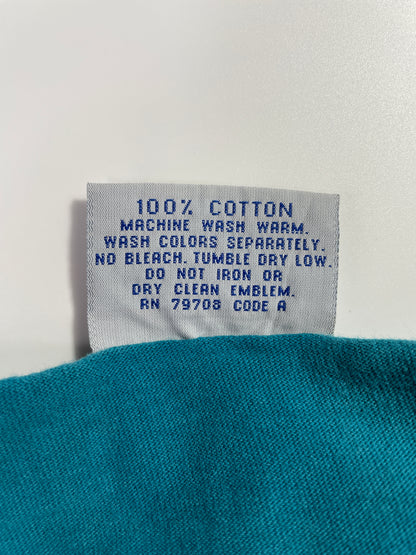 100% COTTON
MACHINE WASH WARM.
WASH COLORS SEPARATELY.
NO BLEACH. TUMBLE DRY LOW.
DO NOT IRON OR
DRY CLEAN EMBLEM.
RN 79708 CODE A